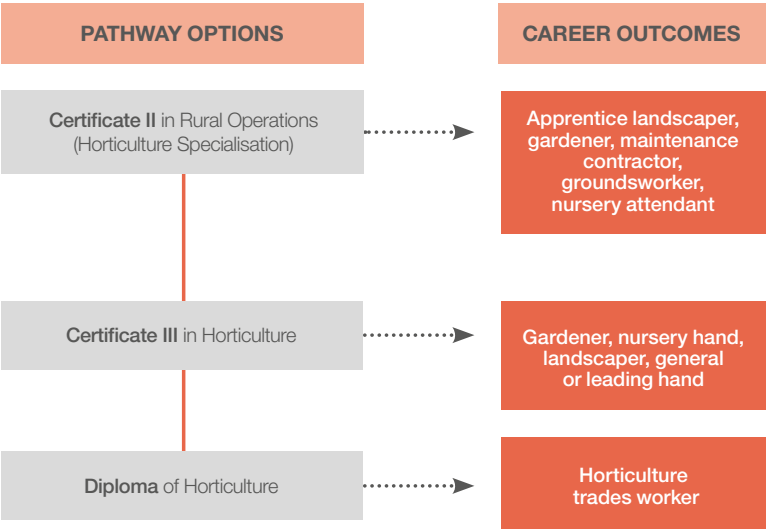 PATHWAY OPTIONS
CAREER OUTCOMES
Certificate II in Rural Operations
(Horticulture Specialisation)
Apprentice landscaper,
gardener, maintenance
contractor,
groundsworker,
nursery attendant
Certificate III in Horticulture
Gardener, nursery hand,
landscaper, general
or leading hand
Diploma of Horticulture
Horticulture
trades worker